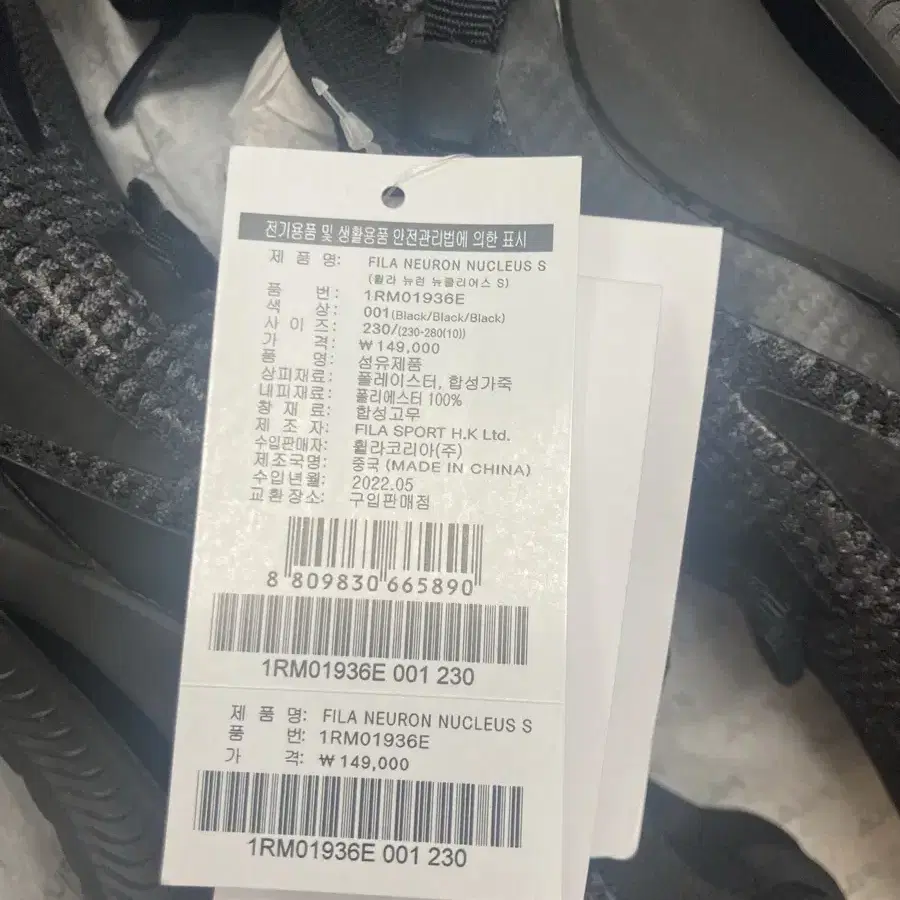 전기용품 및 생활용품 안전관리법에 의한 표시
제 품 명: FILA NEURON NUCLEUS S
(휠라 뉴런 뉴클리어스 S)
품 번: 1RM01936E
색 상: 001(Black/Black/Black)
사 이 즈: 230/(230-280(10))
가 격: ₩149,000
품 명: 섬유제품
상피재료: 플레이스터, 합성가죽
내피재료: 폴리에스터 100%
창 재 료: 합성고무
제 조 자: FILA SPORT H.K Ltd.
수입판매자: 휠라코리아(주)
제조국명: 중국 (MADE IN CHINA)
수입년월: 2022.05
교환장소: 구입판매점
8 809830 665890
1RM01936E 001 230
제 품 명: FILA NEURON NUCLEUS S
품 번: 1RM01936E
가 격: ₩149,000
1RM01936E 001 230